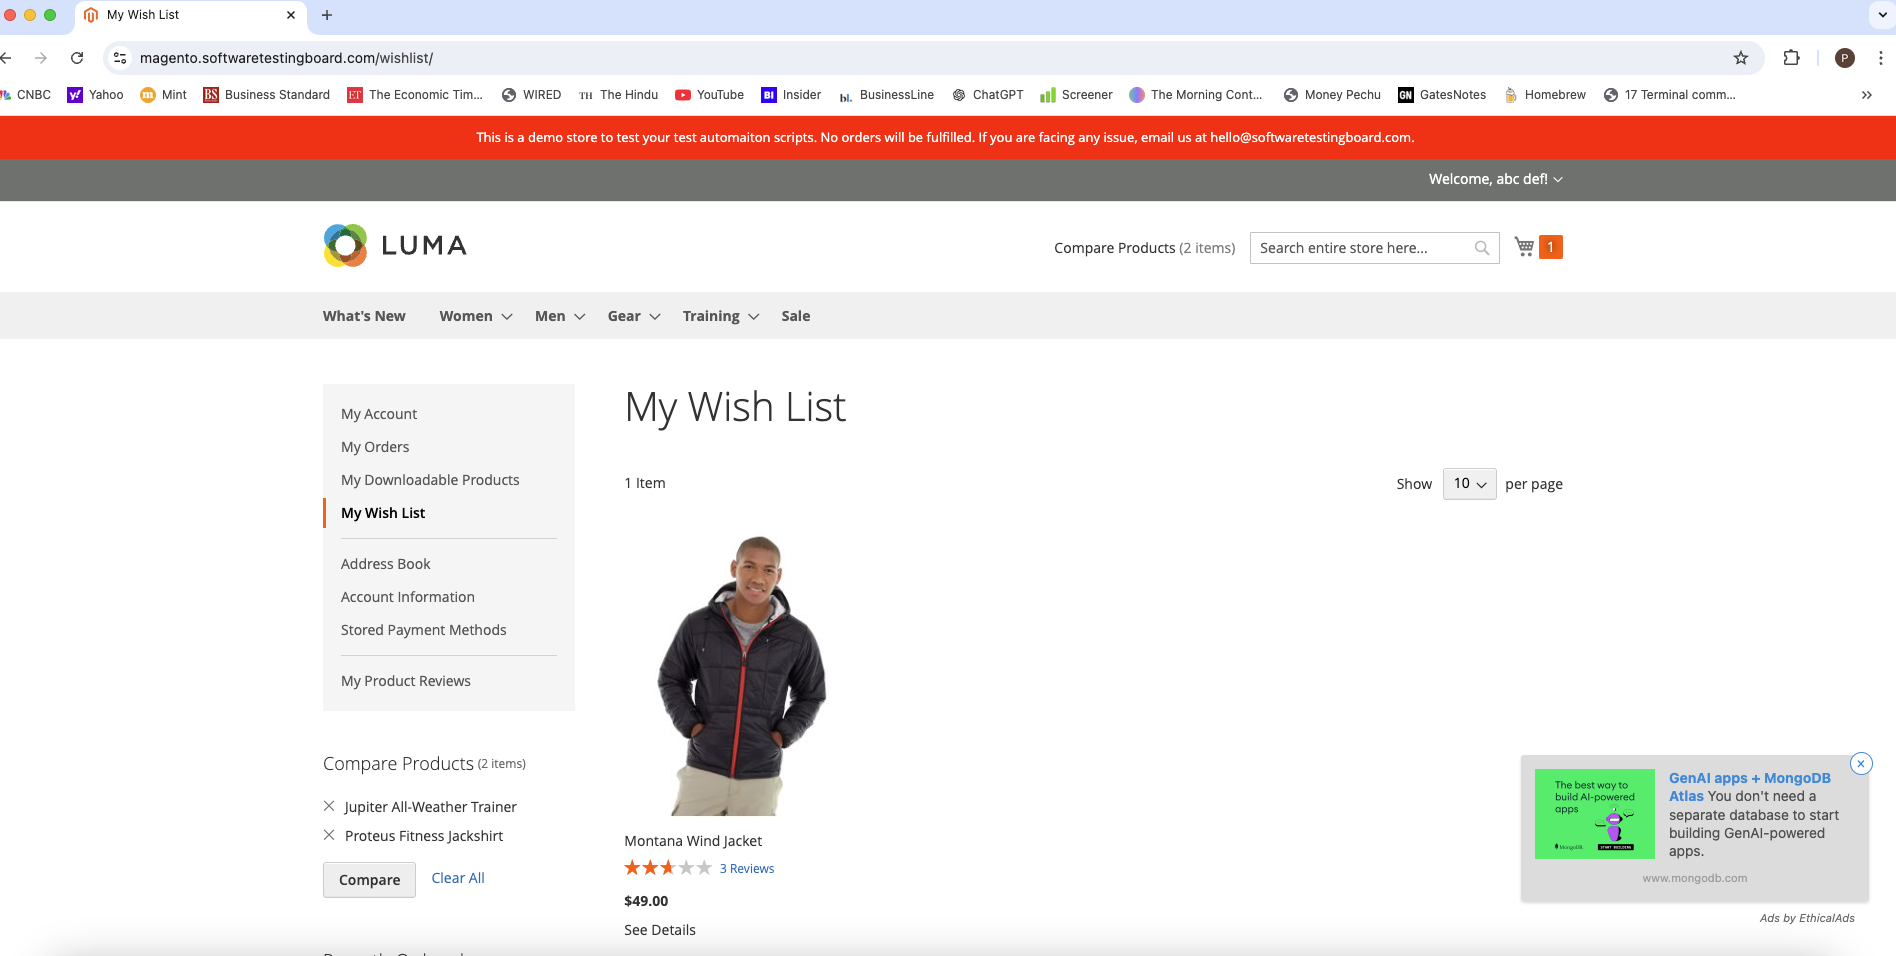 My Wish List
magento.softwaretestingboard.com/wishlist/
P
CNBC Yahoo Mint Business Standard The Economic Tim... WIRED The Hindu YouTube Insider BusinessLine ChatGPT Screener The Morning Cont... Money Pechu GatesNotes Homebrew 17 Terminal comm...
This is a demo store to test your test automaiton scripts. No orders will be fulfilled. If you are facing any issue, email us at hello@softwaretestingboard.com.
Welcome, abc def!
LUMA
Compare Products (2 items)
Search entire store here...
1
What's New Women Men Gear Training Sale
My Account
My Orders
My Downloadable Products
My Wish List
Address Book
Account Information
Stored Payment Methods
My Product Reviews
Compare Products (2 items)
Jupiter All-Weather Trainer
Proteus Fitness Jackshirt
Compare Clear All
My Wish List
1 Item
Show 10 per page
Montana Wind Jacket
3 Reviews
$49.00
See Details
The best way to
build AI-powered
apps
MongoDB
START BUILDING
GenAI apps + MongoDB
Atlas You don't need a
separate database to start
building GenAI-powered
apps.
www.mongodb.com
Ads by EthicalAds